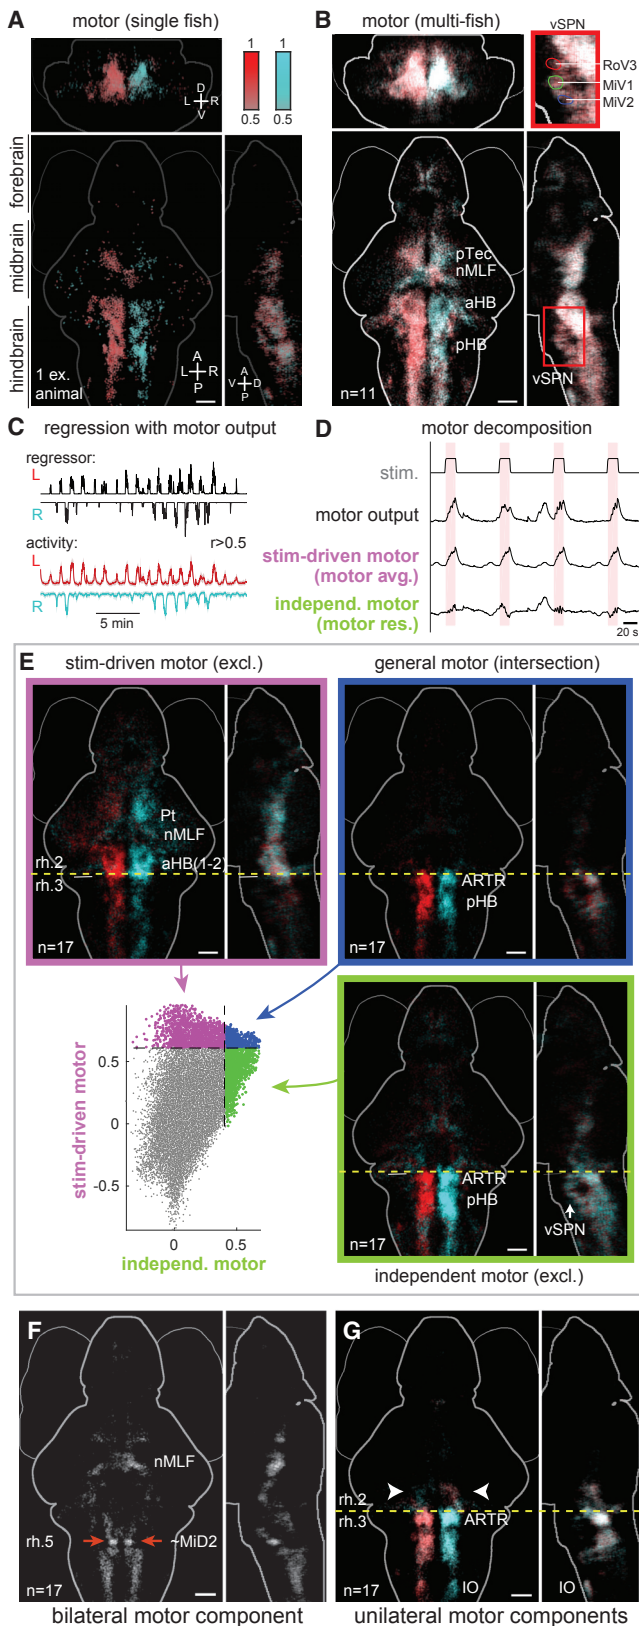 A
motor (single fish)
1
1
0.5
0.5
D
L
R
V
forebrain
midbrain
hindbrain
1 ex.
animal
A
L
R
P
A
V
D
P
B
motor (multi-fish)
vSPN
RoV3
MiV1
MiV2
pTec
nMLF
aHB
pHB
n=11
vSPN
C
regression with motor output
regressor:
L
R
activity:
r>0.5
L
R
5 min
D
motor decomposition
stim.
motor output
stim-driven motor
(motor avg.)
independ. motor
(motor res.)
20 s
E
stim-driven motor (excl.)
Pt
nMLF
rh.2
aHB(1-2)
rh.3
n=17
general motor (intersection)
ARTR
pHB
n=17
stim-driven motor
0.5
0
-0.5
0
0.5
independ. motor
ARTR
pHB
vSPN
n=17
independent motor (excl.)
F
nMLF
rh.5
~MiD2
n=17
bilateral motor component
G
rh.2
rh.3
ARTR
IO
n=17
IO
unilateral motor components